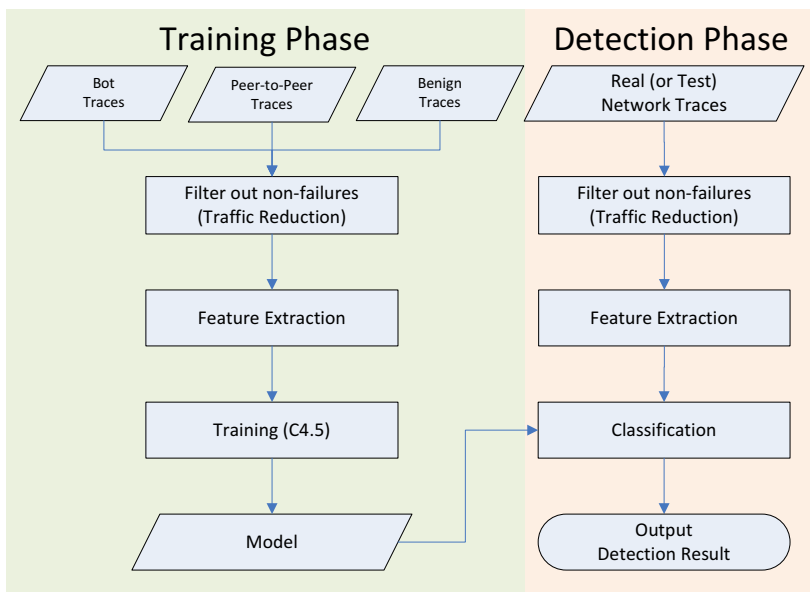 Training Phase
Bot
Traces
Peer-to-Peer
Traces
Benign
Traces
Filter out non-failures
(Traffic Reduction)
Feature Extraction
Training (C4.5)
Model
Detection Phase
Real (or Test)
Network Traces
Filter out non-failures
(Traffic Reduction)
Feature Extraction
Classification
Output
Detection Result